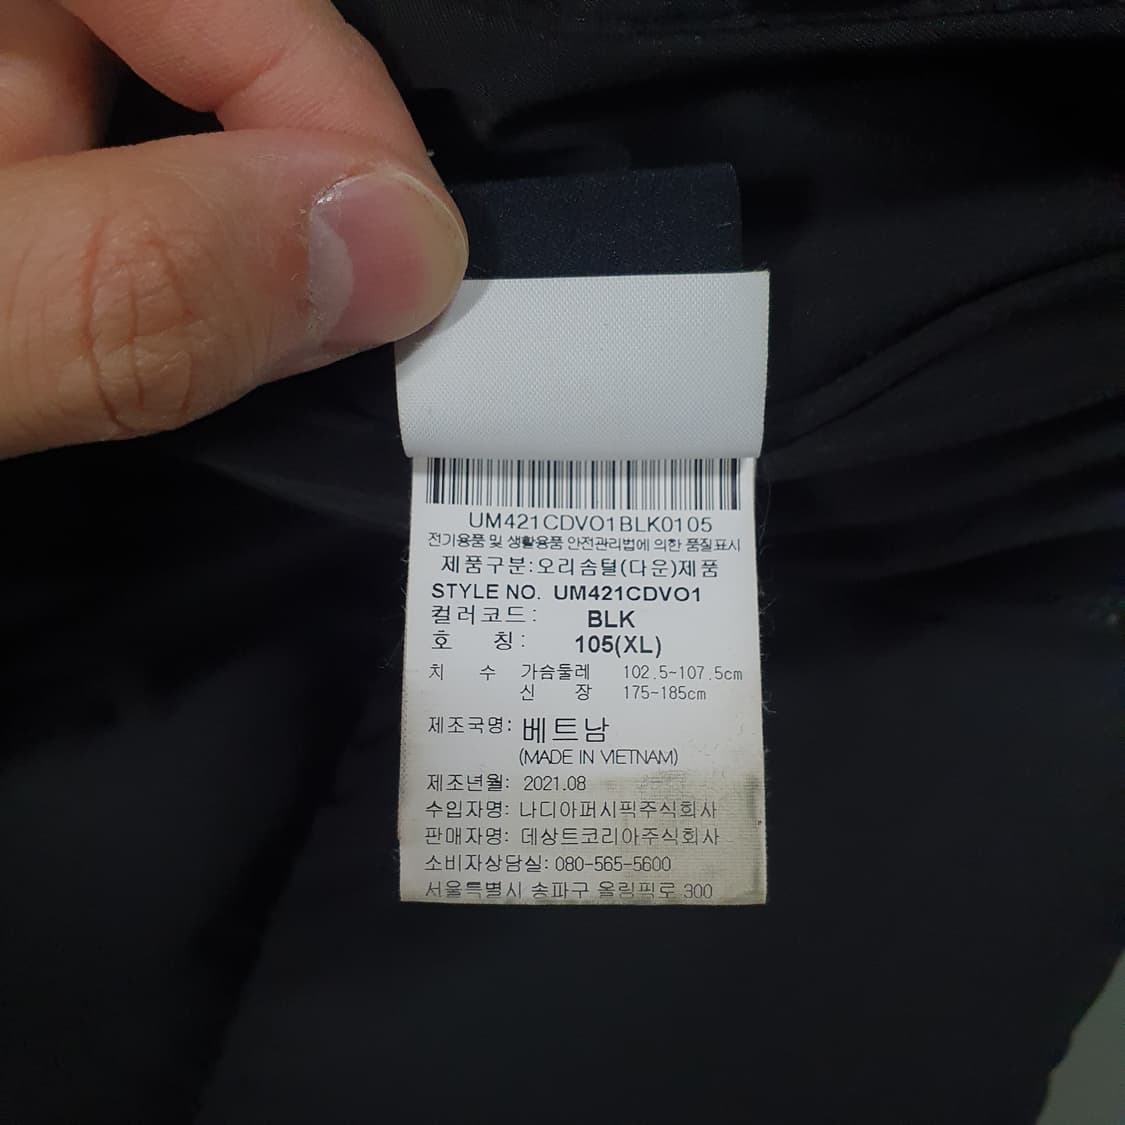 UM421CDVO1BLK0105
전기용품 및 생활용품 안전관리법에 의한 품질표시
제품구분:오리솜털(다운)제품
STYLE NO. UM421CDVO1
컬러코드: BLK
호 칭: 105(XL)
치 수 가슴둘레 102.5~107.5cm
신 장 175~185cm
제조국명: 베트남
(MADE IN VIETNAM)
제조년월: 2021.08
수입자명: 나디아퍼시픽주식회사
판매자명: 데상트코리아주식회사
소비자상담실: 080-565-5600
서울특별시 송파구 올림픽로 300